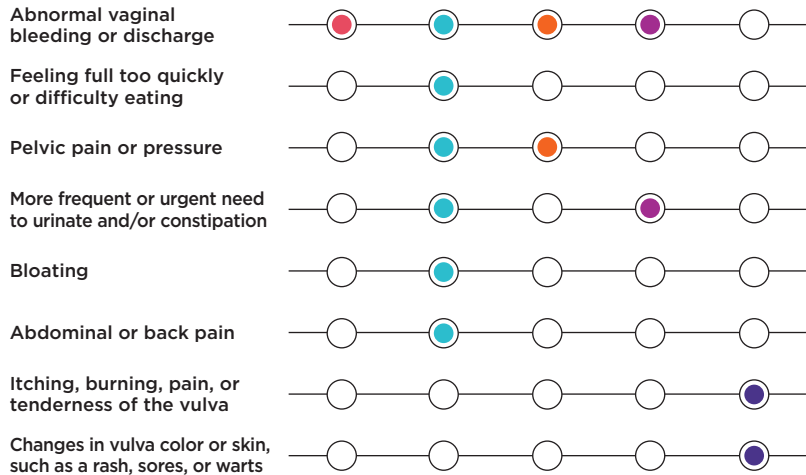 Abnormal vaginal
bleeding or discharge
Feeling full too quickly
or difficulty eating
Pelvic pain or pressure
More frequent or urgent need
to urinate and/or constipation
Bloating
Abdominal or back pain
Itching, burning, pain, or
tenderness of the vulva
Changes in vulva color or skin,
such as a rash, sores, or warts